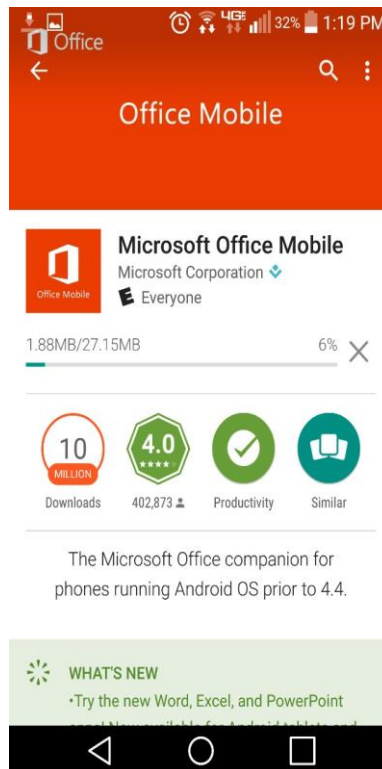 4GE 32% 1:19 PM
Office
Office Mobile
Office Mobile
Microsoft Office Mobile
Microsoft Corporation
E Everyone
1.88MB/27.15MB 6%
10 4.0
MILLION
Downloads 402,873 Productivity Similar
The Microsoft Office companion for
phones running Android OS prior to 4.4.
WHAT'S NEW
•Try the new Word, Excel, and PowerPoint